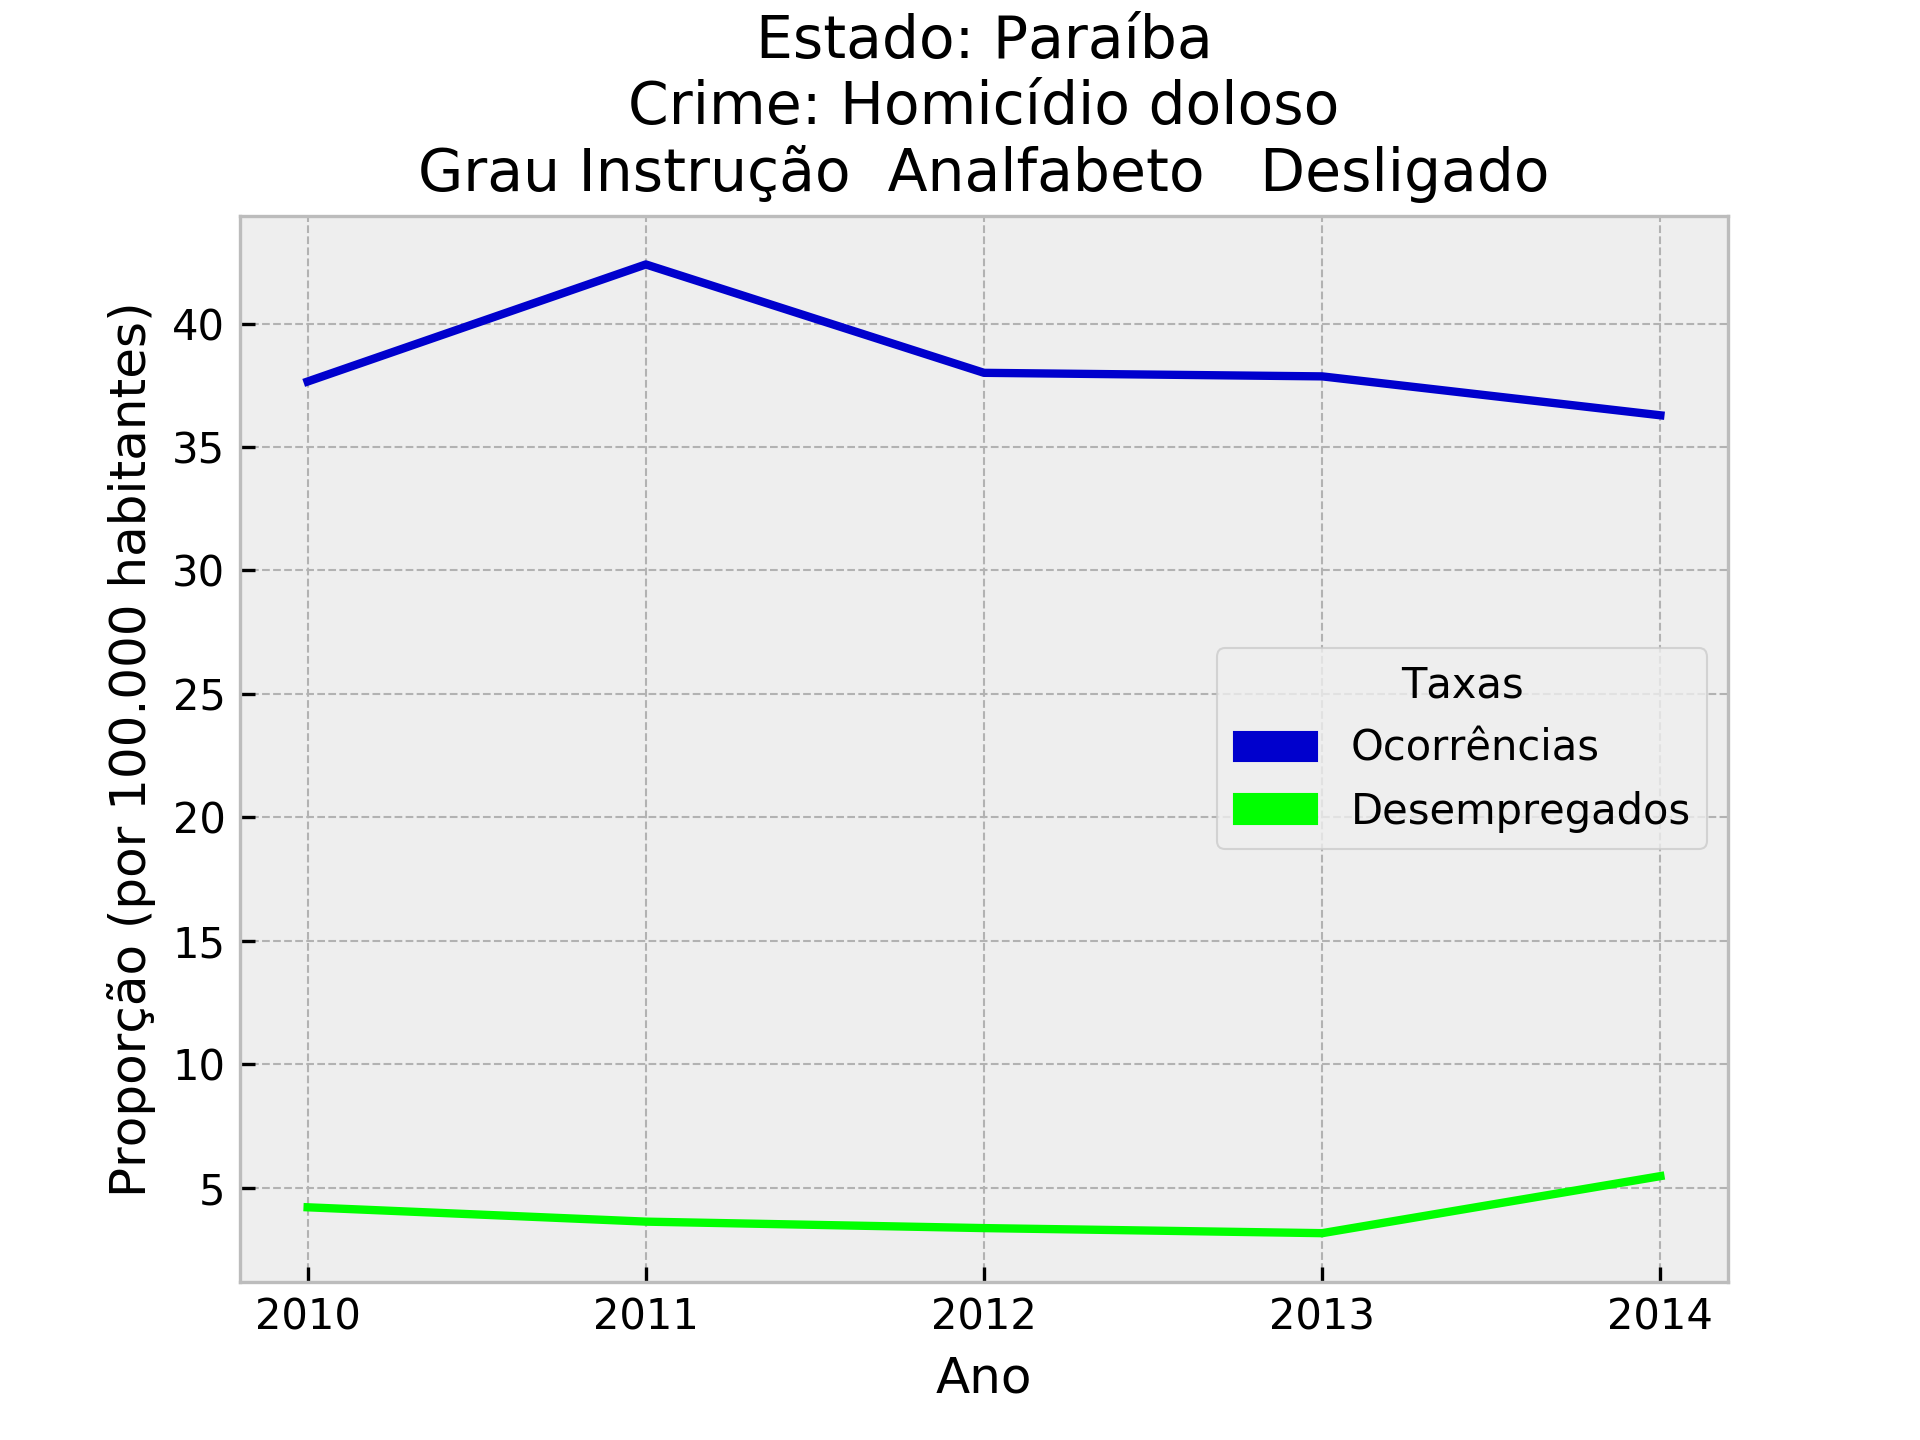 Estado: Paraíba
Crime: Homicídio doloso
Grau Instrução  Analfabeto   Desligado
Proporção (por 100.000 habitantes)
40
35
30
25
20
15
10
5
Taxas
Ocorrências
Desempregados
2010 2011 2012 2013 2014
Ano